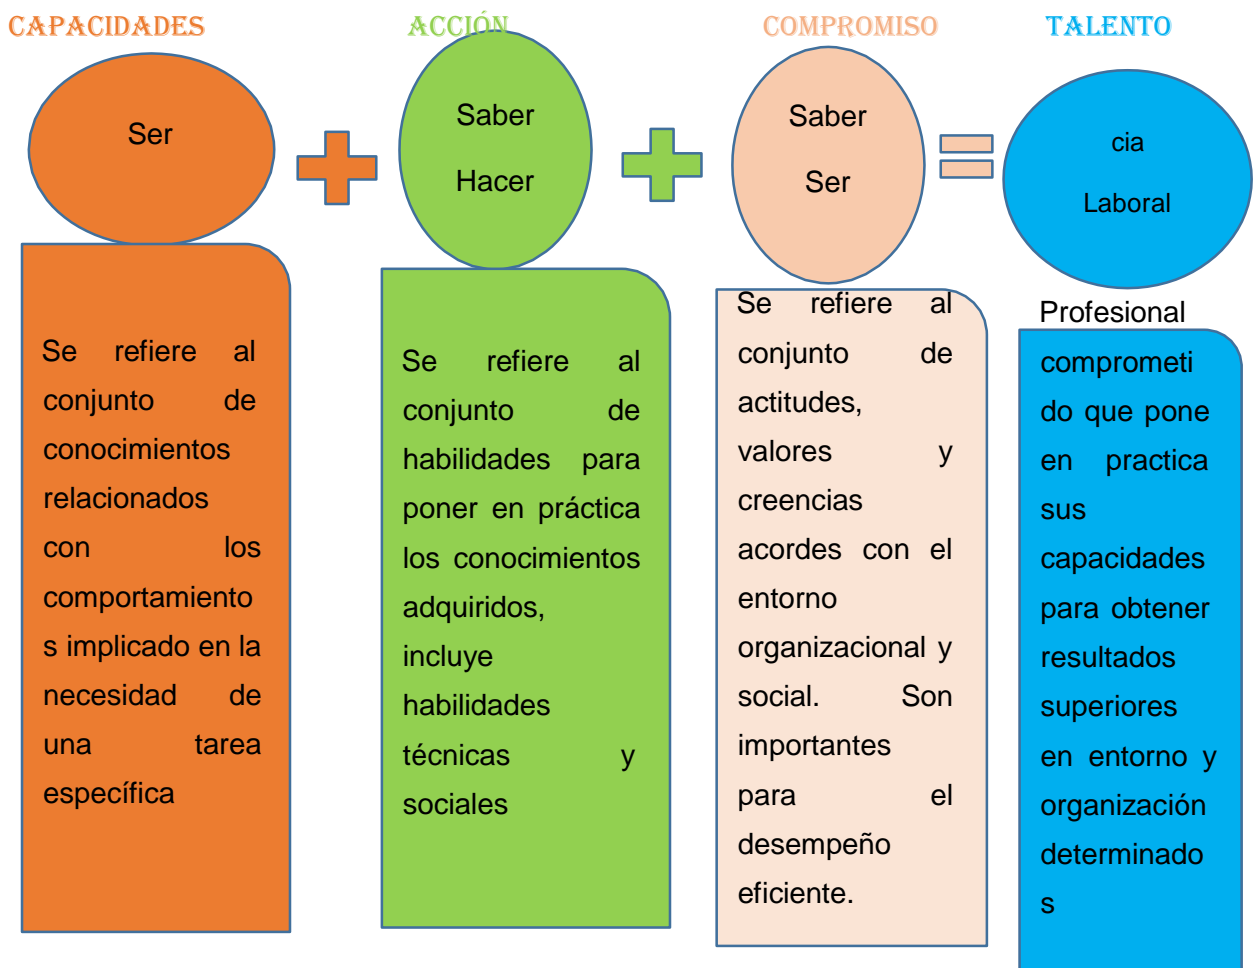 CAPACIDADES
ACCIÓN
COMPROMISO
TALENTO
Ser
Saber
Hacer
Saber
Ser
cia
Laboral
Se refiere al
conjunto de
conocimientos
relacionados
con los
comportamiento
s implicado en la
necesidad de
una tarea
específica
Se refiere al
conjunto de
habilidades para
poner en práctica
los conocimientos
adquiridos,
incluye
habilidades
técnicas y
sociales
Se refiere al
conjunto de
actitudes,
valores y
creencias
acordes con el
entorno
organizacional y
social. Son
importantes
para el
desempeño
eficiente.
Profesional
comprometi
do que pone
en practica
sus
capacidades
para obtener
resultados
superiores
en entorno y
organización
determinado
s